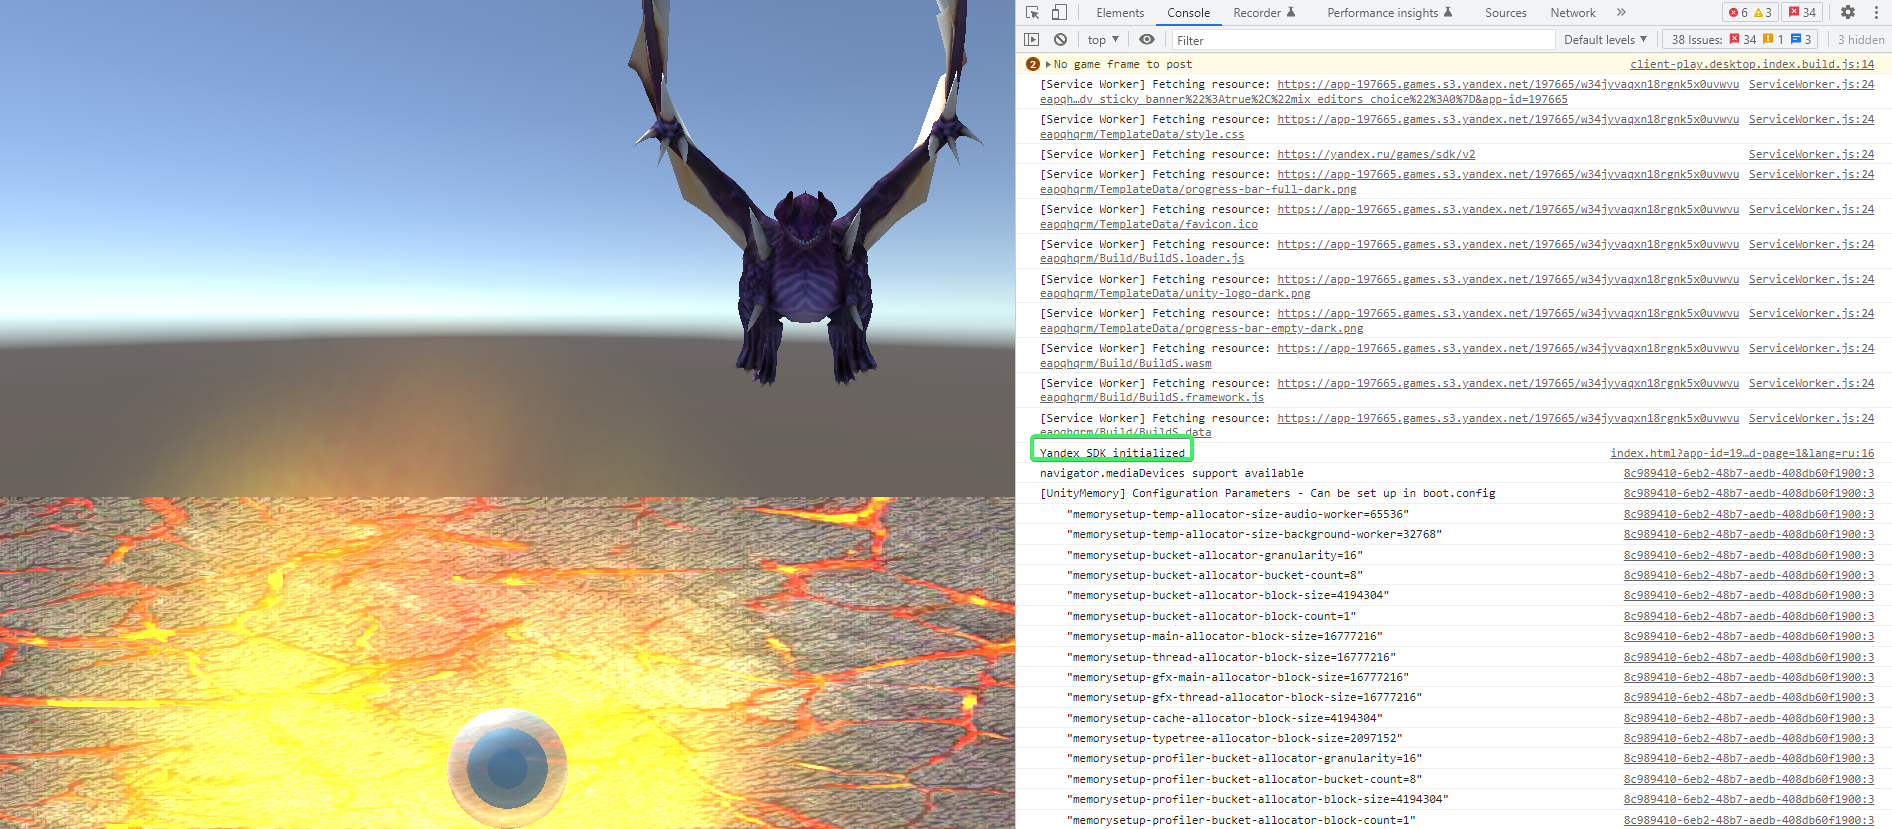 Elements Console Recorder Performance insights Sources Network » 6 3 34
top Filter Default levels 38 Issues: 34 1 3 3 hidden
2 No game frame to post client-play.desktop.index.build.js:14
[Service Worker] Fetching resource: https://app-197665.games.s3.yandex.net/197665/w34jyvaqxn18rgnk5x0uvwvu ServiceWorker.js:24
eapqh…dv_sticky_banner%22%3Atrue%2C%22mix_editors_choice%22%3A0%7D&app-id=197665
[Service Worker] Fetching resource: https://app-197665.games.s3.yandex.net/197665/w34jyvaqxn18rgnk5x0uvwvu ServiceWorker.js:24
eapqhqrm/TemplateData/style.css
[Service Worker] Fetching resource: https://yandex.ru/games/sdk/v2 ServiceWorker.js:24
[Service Worker] Fetching resource: https://app-197665.games.s3.yandex.net/197665/w34jyvaqxn18rgnk5x0uvwvu ServiceWorker.js:24
eapqhqrm/TemplateData/progress-bar-full-dark.png
[Service Worker] Fetching resource: https://app-197665.games.s3.yandex.net/197665/w34jyvaqxn18rgnk5x0uvwvu ServiceWorker.js:24
eapqhqrm/TemplateData/favicon.ico
[Service Worker] Fetching resource: https://app-197665.games.s3.yandex.net/197665/w34jyvaqxn18rgnk5x0uvwvu ServiceWorker.js:24
eapqhqrm/Build/BuildS.loader.js
[Service Worker] Fetching resource: https://app-197665.games.s3.yandex.net/197665/w34jyvaqxn18rgnk5x0uvwvu ServiceWorker.js:24
eapqhqrm/TemplateData/unity-logo-dark.png
[Service Worker] Fetching resource: https://app-197665.games.s3.yandex.net/197665/w34jyvaqxn18rgnk5x0uvwvu ServiceWorker.js:24
eapqhqrm/TemplateData/progress-bar-empty-dark.png
[Service Worker] Fetching resource: https://app-197665.games.s3.yandex.net/197665/w34jyvaqxn18rgnk5x0uvwvu ServiceWorker.js:24
eapqhqrm/Build/BuildS.wasm
[Service Worker] Fetching resource: https://app-197665.games.s3.yandex.net/197665/w34jyvaqxn18rgnk5x0uvwvu ServiceWorker.js:24
eapqhqrm/Build/BuildS.framework.js
[Service Worker] Fetching resource: https://app-197665.games.s3.yandex.net/197665/w34jyvaqxn18rgnk5x0uvwvu ServiceWorker.js:24
eapqhqrm/Build/BuildS.data
Yandex SDK initialized index.html?app-id=19…d-page=1&lang=ru:16
navigator.mediaDevices support available 8c989410-6eb2-48b7-aedb-408db60f1900:3
[UnityMemory] Configuration Parameters - Can be set up in boot.config 8c989410-6eb2-48b7-aedb-408db60f1900:3
"memorysetup-temp-allocator-size-audio-worker=65536" 8c989410-6eb2-48b7-aedb-408db60f1900:3
"memorysetup-temp-allocator-size-background-worker=32768" 8c989410-6eb2-48b7-aedb-408db60f1900:3
"memorysetup-bucket-allocator-granularity=16" 8c989410-6eb2-48b7-aedb-408db60f1900:3
"memorysetup-bucket-allocator-bucket-count=8" 8c989410-6eb2-48b7-aedb-408db60f1900:3
"memorysetup-bucket-allocator-block-size=4194304" 8c989410-6eb2-48b7-aedb-408db60f1900:3
"memorysetup-bucket-allocator-block-count=1" 8c989410-6eb2-48b7-aedb-408db60f1900:3
"memorysetup-main-allocator-block-size=16777216" 8c989410-6eb2-48b7-aedb-408db60f1900:3
"memorysetup-thread-allocator-block-size=16777216" 8c989410-6eb2-48b7-aedb-408db60f1900:3
"memorysetup-gfx-main-allocator-block-size=16777216" 8c989410-6eb2-48b7-aedb-408db60f1900:3
"memorysetup-gfx-thread-allocator-block-size=16777216" 8c989410-6eb2-48b7-aedb-408db60f1900:3
"memorysetup-cache-allocator-block-size=4194304" 8c989410-6eb2-48b7-aedb-408db60f1900:3
"memorysetup-typetree-allocator-block-size=2097152" 8c989410-6eb2-48b7-aedb-408db60f1900:3
"memorysetup-profiler-bucket-allocator-granularity=16" 8c989410-6eb2-48b7-aedb-408db60f1900:3
"memorysetup-profiler-bucket-allocator-bucket-count=8" 8c989410-6eb2-48b7-aedb-408db60f1900:3
"memorysetup-profiler-bucket-allocator-block-size=4194304" 8c989410-6eb2-48b7-aedb-408db60f1900:3
"memorysetup-profiler-bucket-allocator-block-count=1" 8c989410-6eb2-48b7-aedb-408db60f1900:3